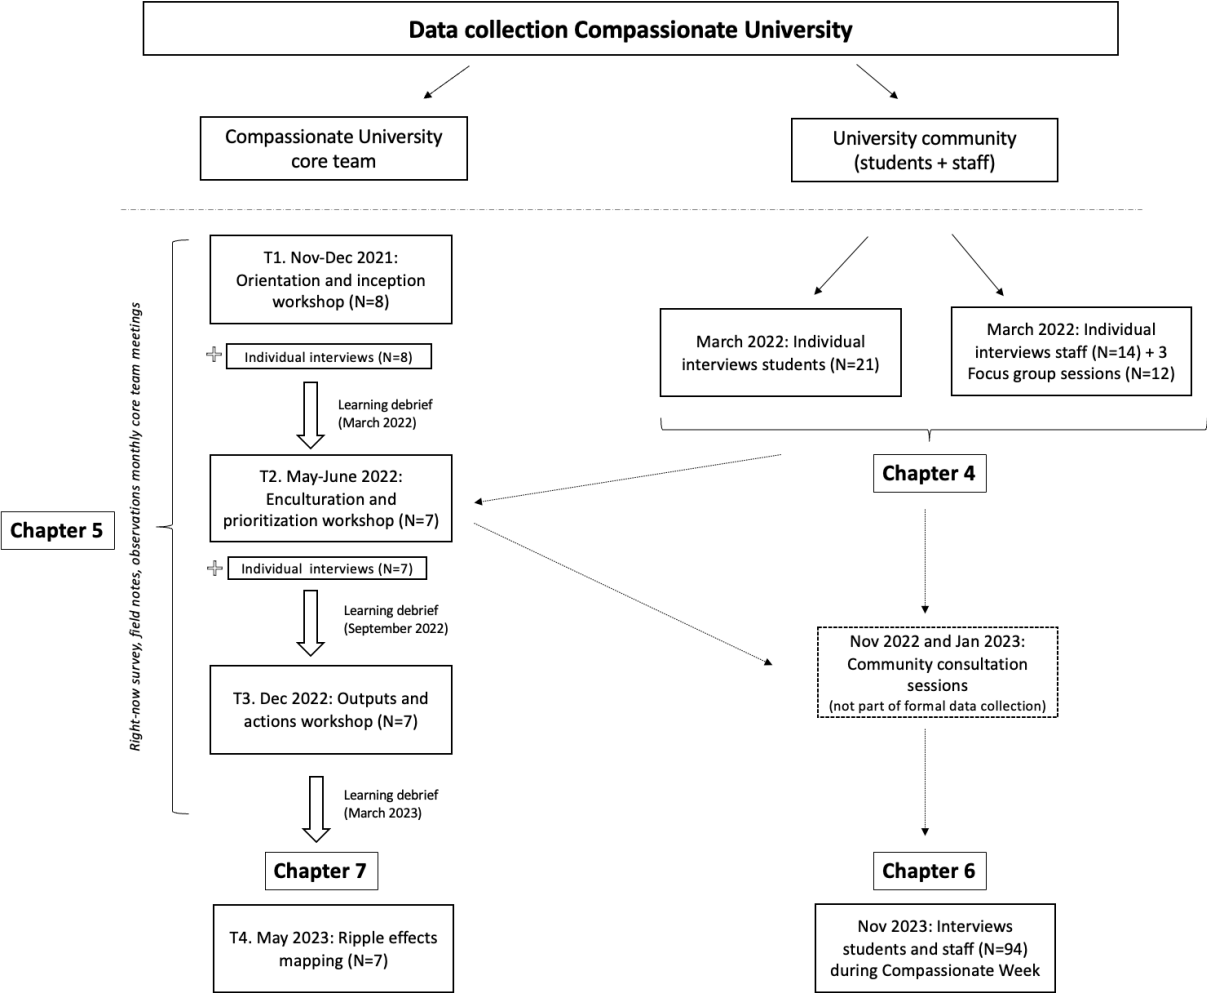 Data collection Compassionate University
Compassionate University
core team
University community
(students + staff)
T1. Nov-Dec 2021:
Orientation and inception
workshop (N=8)
Individual interviews (N=8)
Learning debrief
(March 2022)
T2. May-June 2022:
Enculturation and
prioritization workshop (N=7)
Individual interviews (N=7)
Learning debrief
(September 2022)
T3. Dec 2022: Outputs and
actions workshop (N=7)
Learning debrief
(March 2023)
Right-now survey, field notes, observations monthly core team meetings
Chapter 5
Chapter 7
T4. May 2023: Ripple effects
mapping (N=7)
March 2022: Individual
interviews students (N=21)
March 2022: Individual
interviews staff (N=14) + 3
Focus group sessions (N=12)
Chapter 4
Nov 2022 and Jan 2023:
Community consultation
sessions
(not part of formal data collection)
Chapter 6
Nov 2023: Interviews
students and staff (N=94)
during Compassionate Week